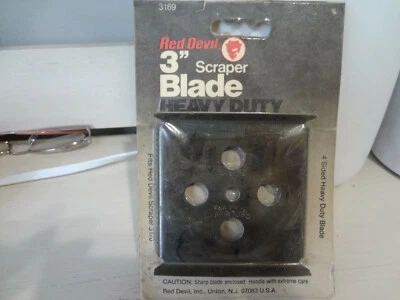 3169
Red Devil
3" Scraper
Blade
HEAVY DUTY
Fits Red Devil Scraper 3170
4 Sided Heavy Duty Blade
CAUTION: Sharp blade enclosed. Handle with extreme care.
Red Devil, Inc., Union, N.J. 07083 U.S.A.